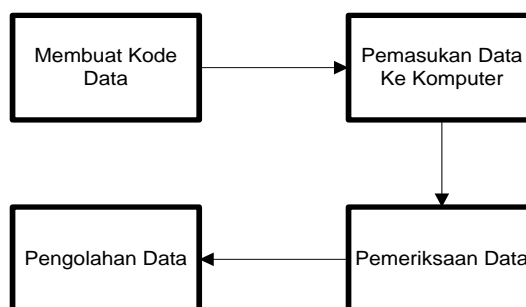 Membuat Kode
Data
Pemasukan Data
Ke Komputer
Pengolahan Data
Pemeriksaan Data